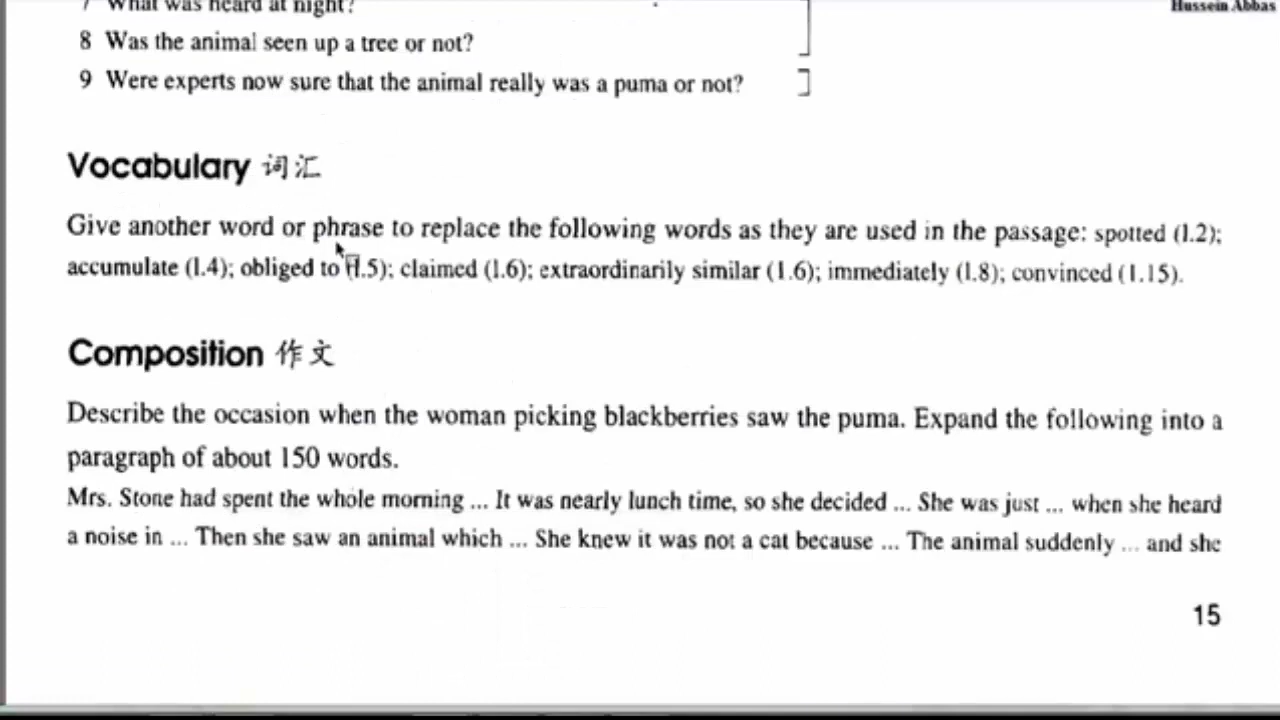 7 What was heard at night?
Hussein Abbas
8 Was the animal seen up a tree or not?
9 Were experts now sure that the animal really was a puma or not?
Vocabulary 词汇
Give another word or phrase to replace the following words as they are used in the passage: spotted (l.2);
accumulate (l.4); obliged to (l.5); claimed (l.6); extraordinarily similar (l.6); immediately (l.8); convinced (l.15).
Composition 作文
Describe the occasion when the woman picking blackberries saw the puma. Expand the following into a
paragraph of about 150 words.
Mrs. Stone had spent the whole morning ... It was nearly lunch time, so she decided ... She was just ... when she heard
a noise in ... Then she saw an animal which ... She knew it was not a cat because ... The animal suddenly ... and she
15